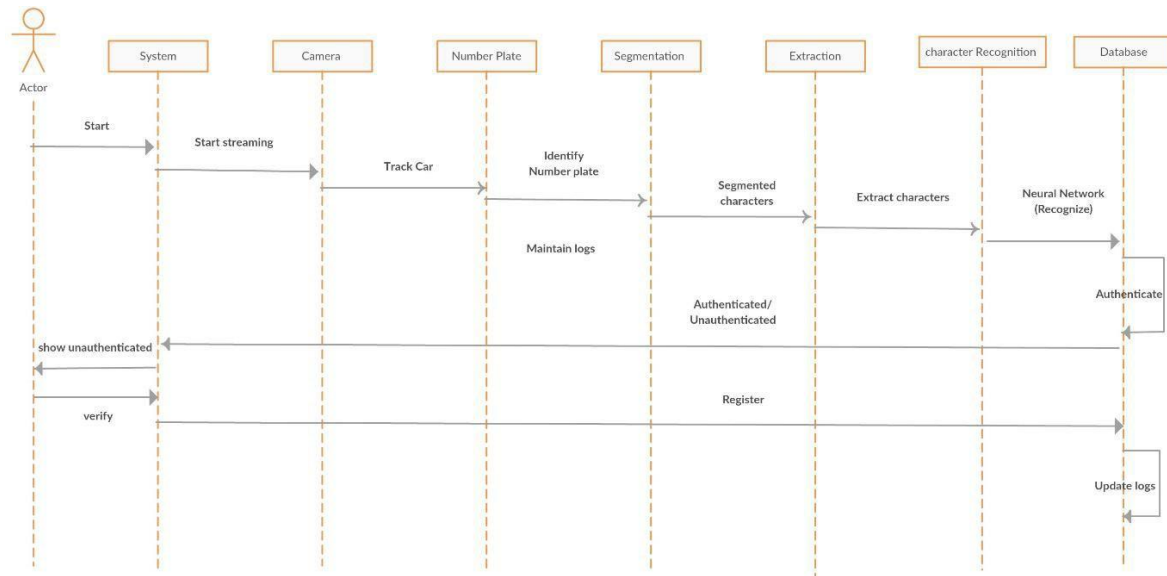 System
Camera
Number Plate
Segmentation
Extraction
character Recognition
Database
Actor
Start
Start streaming
Track Car
Identify
Number plate
Segmented
characters
Extract characters
Neural Network
(Recognize)
Maintain logs
Authenticate
Authenticated/
Unauthenticated
show unauthenticated
verify
Register
Update logs